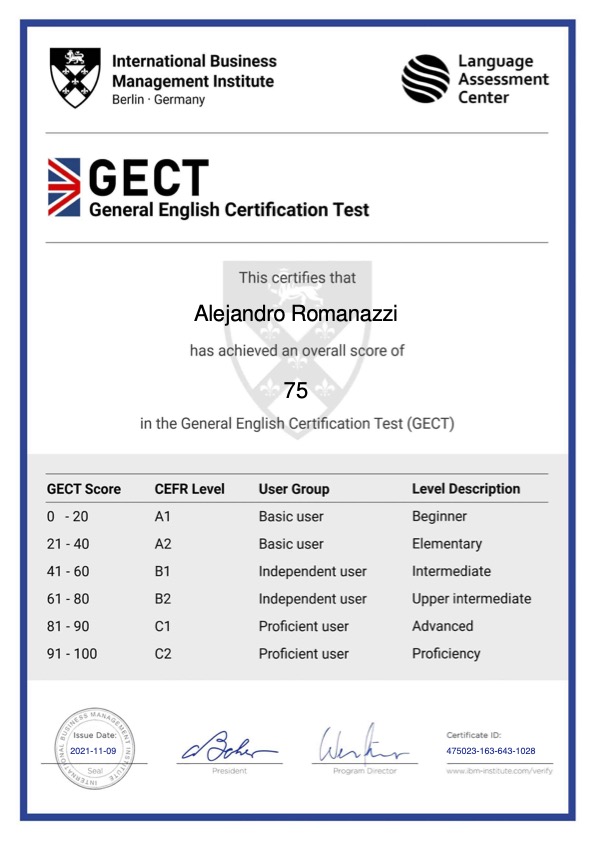 International Business
Management Institute
Berlin · Germany
Language
Assessment
Center
GECT
General English Certification Test
This certifies that
Alejandro Romanazzi
has achieved an overall score of
75
in the General English Certification Test (GECT)
GECT Score CEFR Level User Group Level Description
0 - 20 A1 Basic user Beginner
21 - 40 A2 Basic user Elementary
41 - 60 B1 Independent user Intermediate
61 - 80 B2 Independent user Upper intermediate
81 - 90 C1 Proficient user Advanced
91 - 100 C2 Proficient user Proficiency
INTERNATIONAL BUSINESS MANAGEMENT INSTITUTE
Issue Date:
2021-11-09
Seal
President
Program Director
Certificate ID:
475023-163-643-1028
www.ibm-institute.com/verify